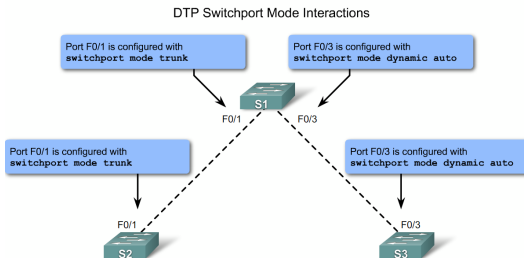 DTP Switchport Mode Interactions
Port F0/1 is configured with
switchport mode trunk
Port F0/3 is configured with
switchport mode dynamic auto
S1
F0/1
F0/3
Port F0/1 is configured with
switchport mode trunk
Port F0/3 is configured with
switchport mode dynamic auto
F0/1
F0/3
S2
S3